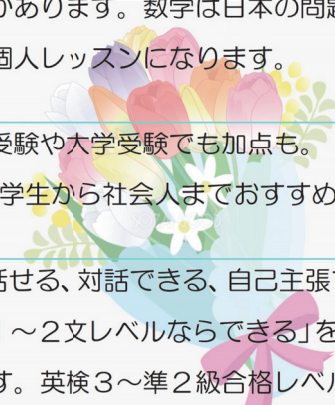 があります。数学は日本の問題
個人レッスンになります。
受験や大学受験でも加点も。
学生から社会人までおすすめ
話せる、対話できる、自己主張
～2文レベルならできる」を
す。英検3～準2級合格レベル